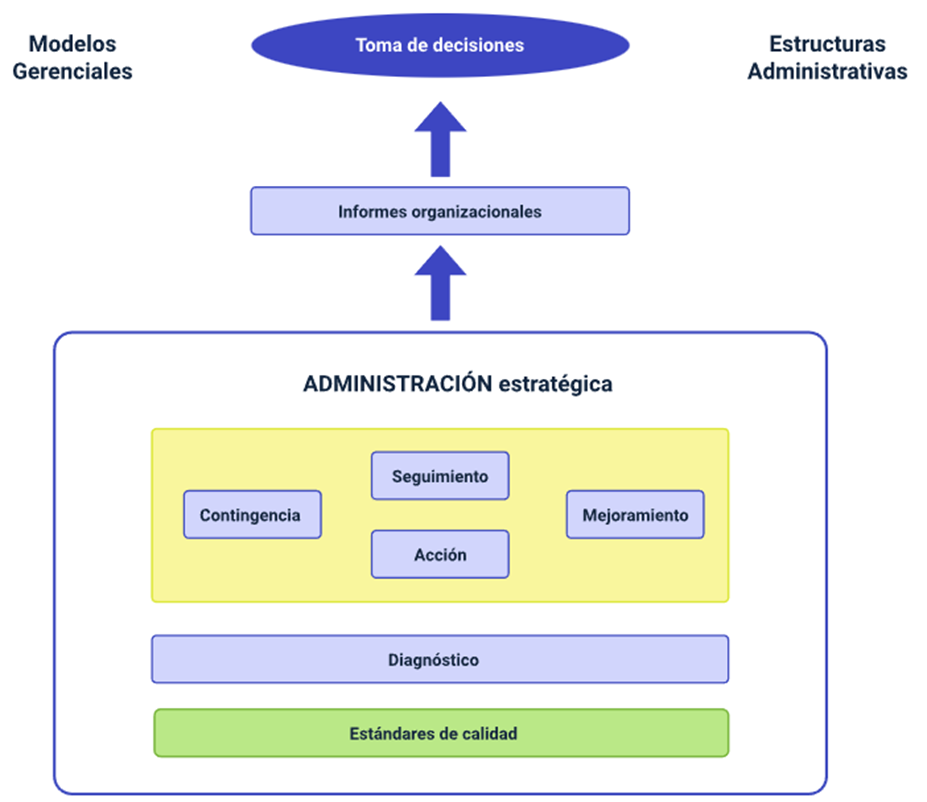 Modelos
Gerenciales
Toma de decisiones
Estructuras
Administrativas
Informes organizacionales
ADMINISTRACIÓN estratégica
Seguimiento
Contingencia
Mejoramiento
Acción
Diagnóstico
Estándares de calidad